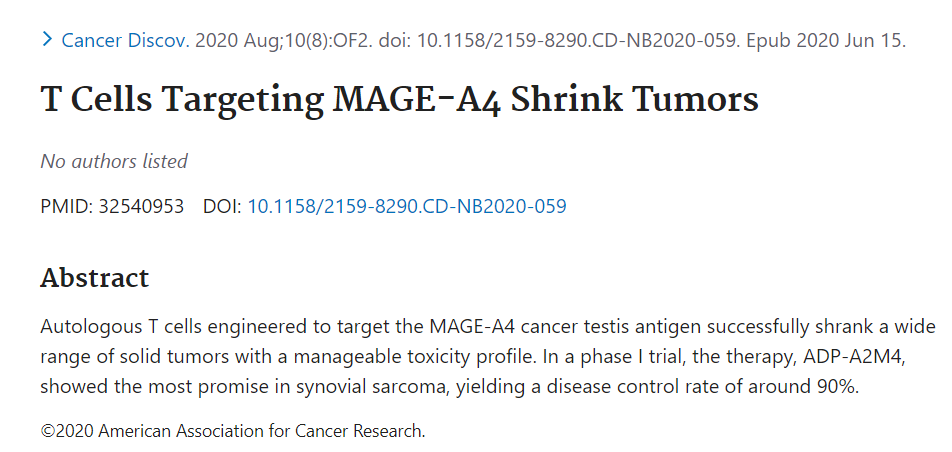 Cancer Discov. 2020 Aug;10(8):OF2. doi: 10.1158/2159-8290.CD-NB2020-059. Epub 2020 Jun 15.
T Cells Targeting MAGE-A4 Shrink Tumors
No authors listed
PMID: 32540953 DOI: 10.1158/2159-8290.CD-NB2020-059
Abstract
Autologous T cells engineered to target the MAGE-A4 cancer testis antigen successfully shrank a wide
range of solid tumors with a manageable toxicity profile. In a phase I trial, the therapy, ADP-A2M4,
showed the most promise in synovial sarcoma, yielding a disease control rate of around 90%.
©2020 American Association for Cancer Research.